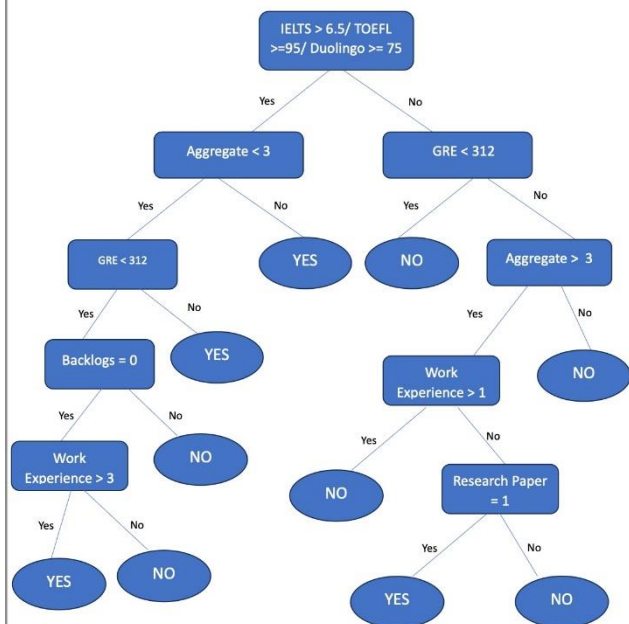 IELTS > 6.5/ TOEFL
>=95/ Duolingo >= 75
Yes
No
Aggregate < 3
GRE < 312
Yes
No
Yes
No
GRE < 312
YES
NO
Aggregate > 3
Yes
No
Yes
No
Backlogs = 0
YES
Work
Experience > 1
NO
Yes
No
Yes
No
Work
Experience > 3
NO
NO
Research Paper
= 1
Yes
No
Yes
No
YES
NO
YES
NO